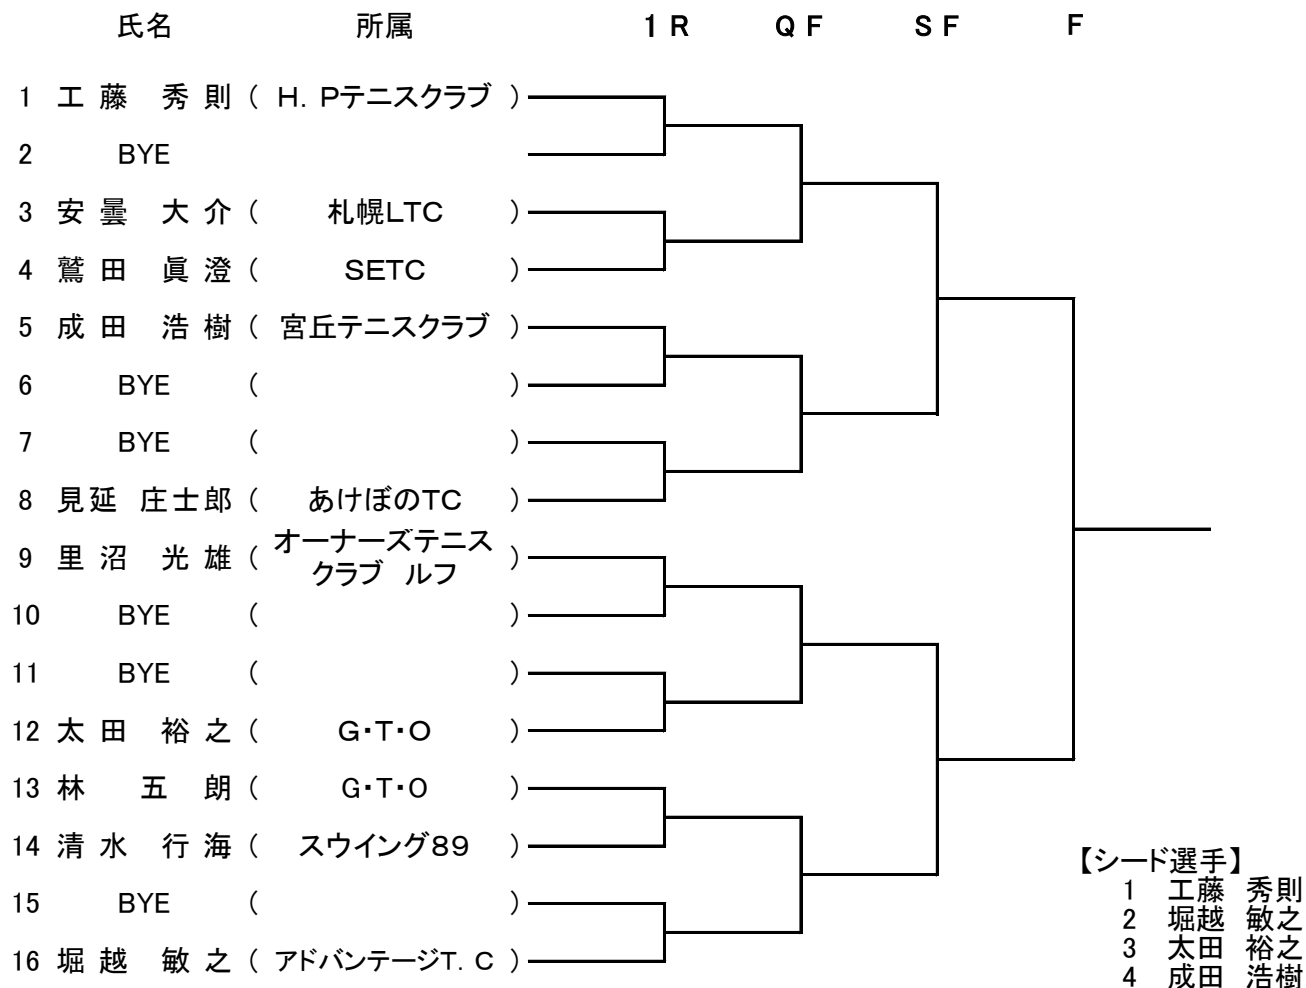 氏名 所属 1R QF SF F
1 工藤 秀則 ( H．Pテニスクラブ )
2 BYE
3 安曇 大介 ( 札幌LTC )
4 鷲田 眞澄 ( SETC )
5 成田 浩樹 ( 宮丘テニスクラブ )
6 BYE ( )
7 BYE ( )
8 見延 庄士郎 ( あけぼのTC )
9 里沼 光雄 ( オーナーズテニス
クラブ ルフ )
10 BYE ( )
11 BYE ( )
12 太田 裕之 ( G・T・O )
13 林 五朗 ( G・T・O )
14 清水 行海 ( スウイング89 )
15 BYE ( )
16 堀越 敏之 ( アドバンテージT．C )
【シード選手】
1 工藤 秀則
2 堀越 敏之
3 太田 裕之
4 成田 浩樹